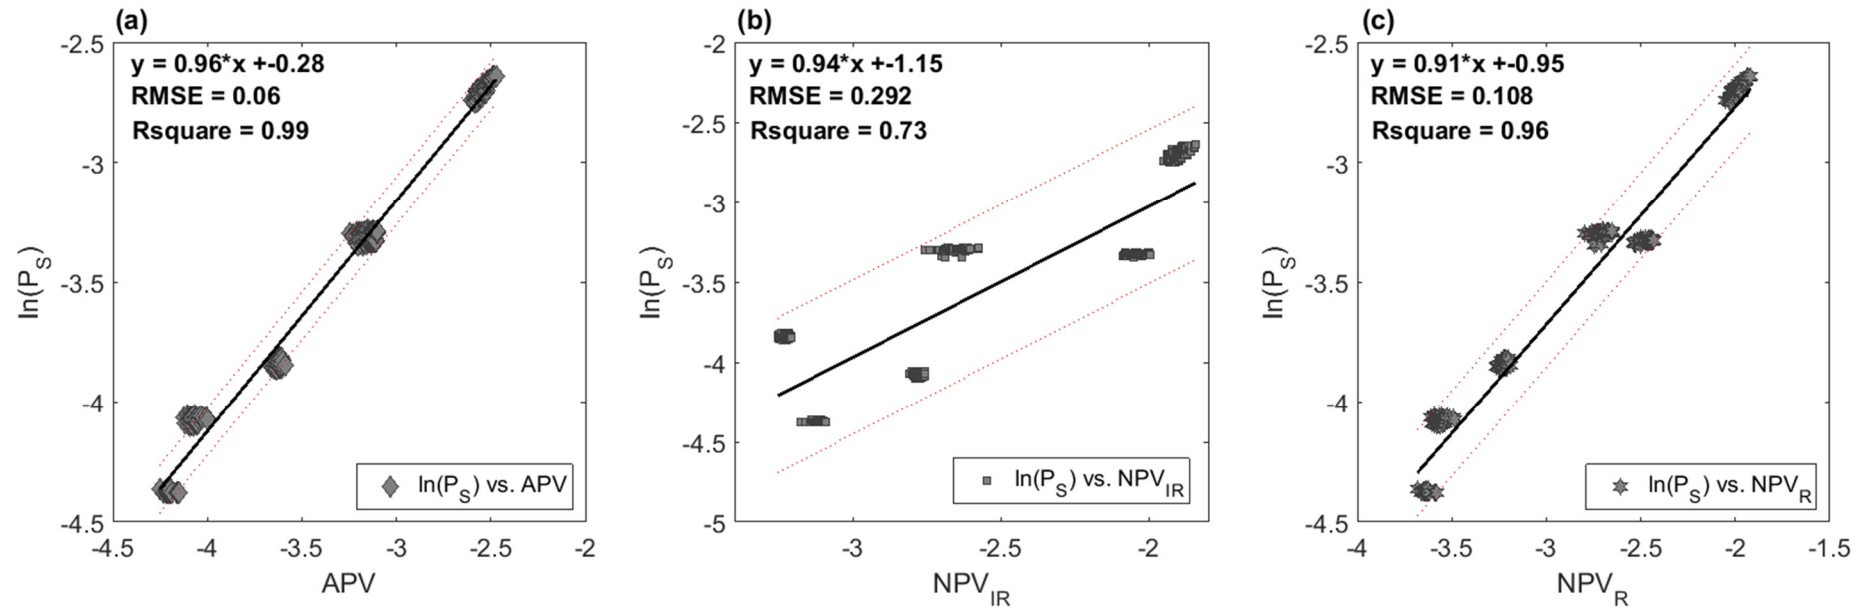 (a)
y = 0.96*x +-0.28
RMSE = 0.06
Rsquare = 0.99
-2.5
-3
-3.5
-4
-4.5
ln(P_S)
-4.5 -4 -3.5 -3 -2.5 -2
APV
ln(P_S) vs. APV
(b)
y = 0.94*x +-1.15
RMSE = 0.292
Rsquare = 0.73
-2
-2.5
-3
-3.5
-4
-4.5
-5
ln(P_S)
-3 -2.5 -2
NPV_IR
ln(P_S) vs. NPV_IR
(c)
y = 0.91*x +-0.95
RMSE = 0.108
Rsquare = 0.96
-2.5
-3
-3.5
-4
-4.5
ln(P_S)
-4 -3.5 -3 -2.5 -2 -1.5
NPV_R
ln(P_S) vs. NPV_R